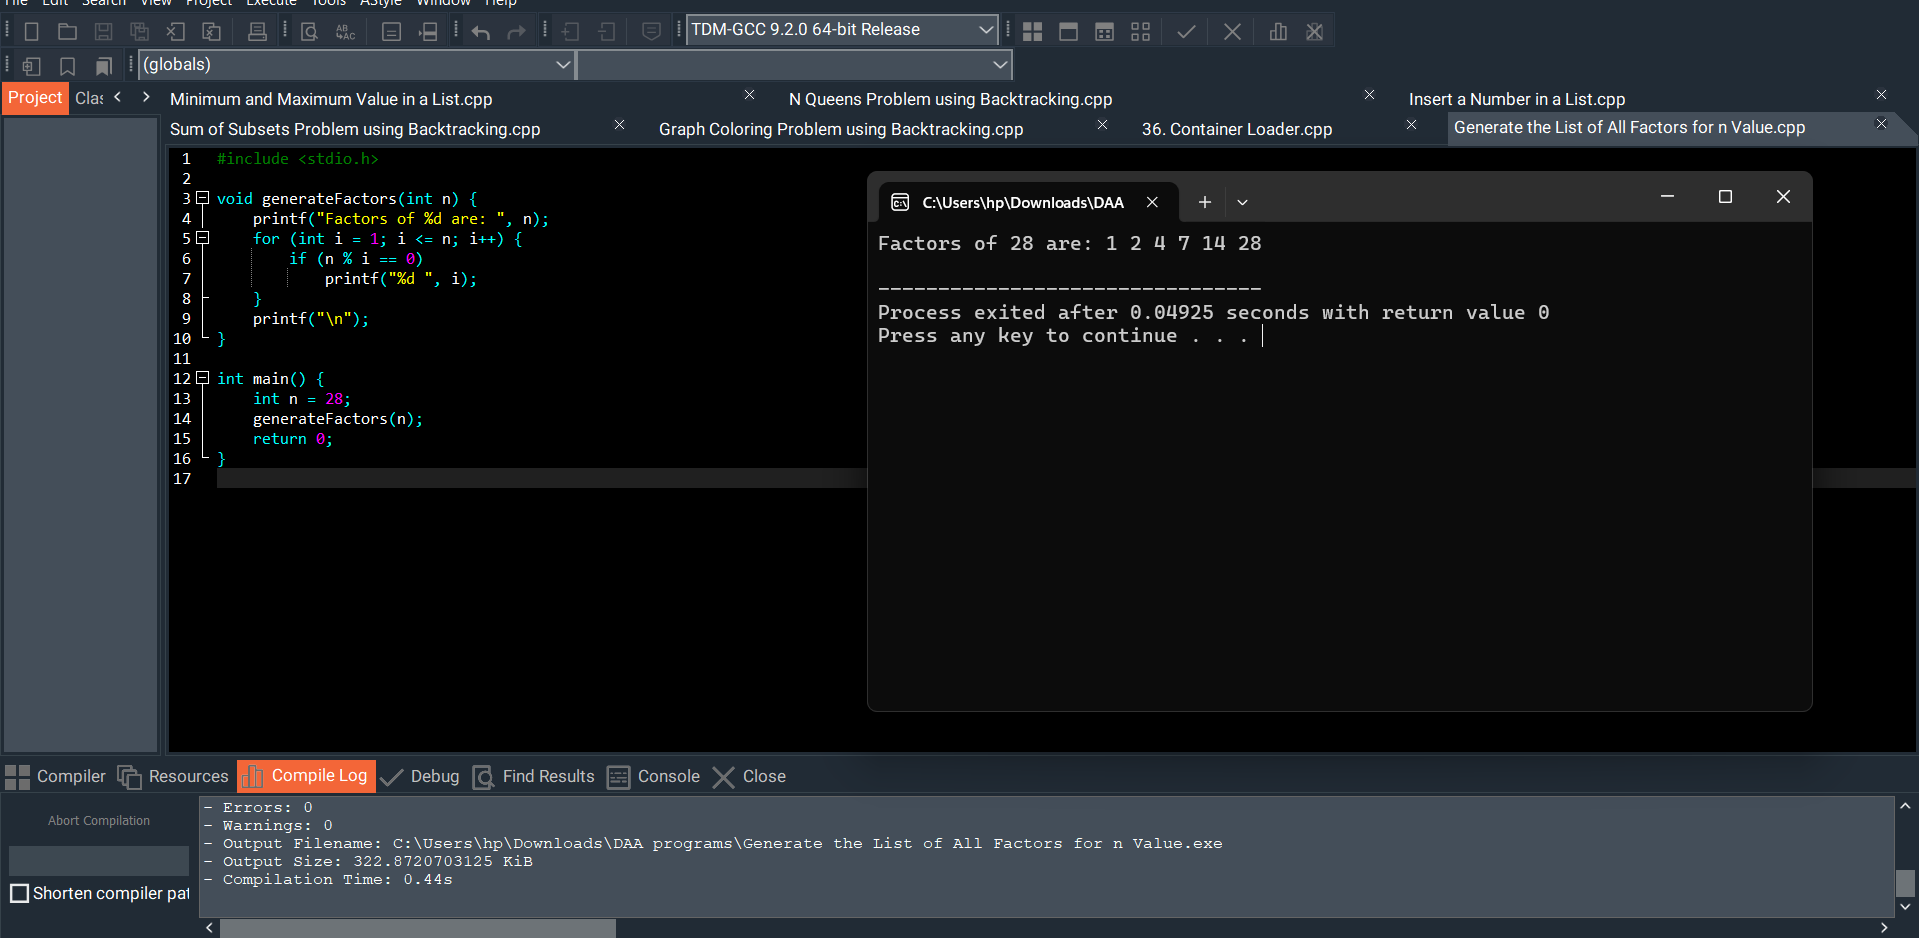 File Edit Search View Project Execute Tools AStyle Window Help
TDM-GCC 9.2.0 64-bit Release
(globals)
Project Clas
Minimum and Maximum Value in a List.cpp
N Queens Problem using Backtracking.cpp
Insert a Number in a List.cpp
Sum of Subsets Problem using Backtracking.cpp
Graph Coloring Problem using Backtracking.cpp
36. Container Loader.cpp
Generate the List of All Factors for n Value.cpp
1 #include <stdio.h>
2
3 void generateFactors(int n) {
4 printf("Factors of %d are: ", n);
5 for (int i = 1; i <= n; i++) {
6 if (n % i == 0)
7 printf("%d ", i);
8 }
9 printf("\n");
10 }
11
12 int main() {
13 int n = 28;
14 generateFactors(n);
15 return 0;
16 }
17
C:\Users\hp\Downloads\DAA
Factors of 28 are: 1 2 4 7 14 28
--------------------------------
Process exited after 0.04925 seconds with return value 0
Press any key to continue . . .
Compiler Resources Compile Log Debug Find Results Console Close
Abort Compilation
Shorten compiler pat
- Errors: 0
- Warnings: 0
- Output Filename: C:\Users\hp\Downloads\DAA programs\Generate the List of All Factors for n Value.exe
- Output Size: 322.8720703125 KiB
- Compilation Time: 0.44s